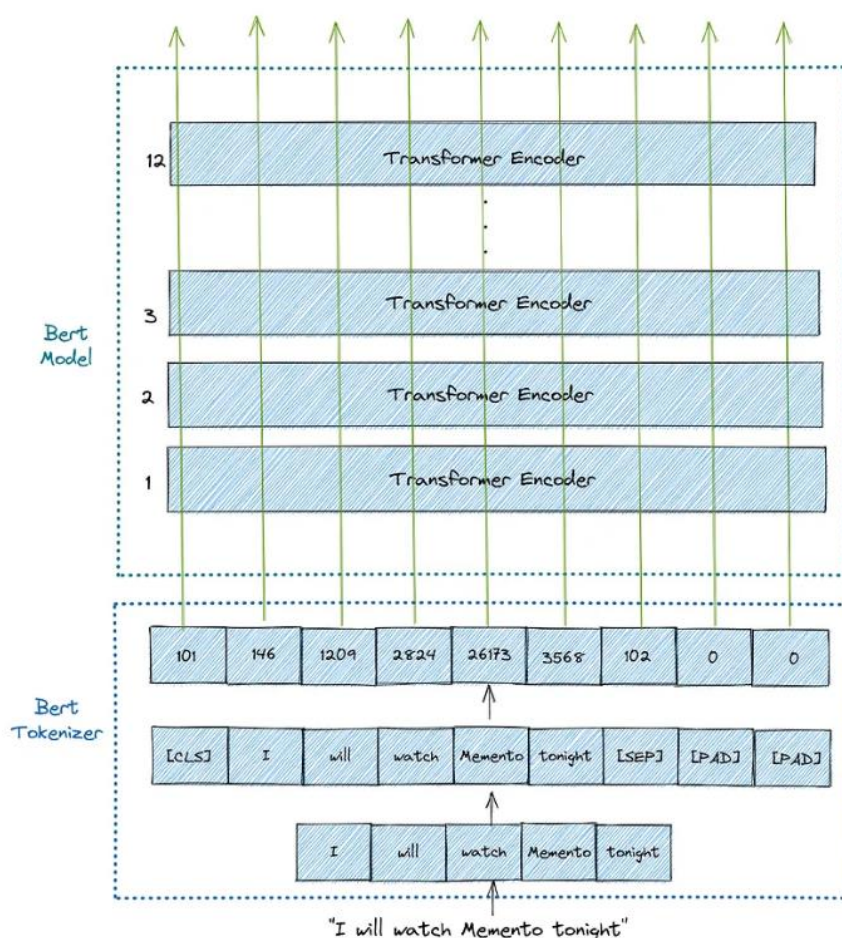 12 Transformer Encoder
.
.
.
3 Transformer Encoder
Bert
Model
2 Transformer Encoder
1 Transformer Encoder
101 146 1209 2824 26173 3568 102 0 0
Bert
Tokenizer
[CLS] I will watch Memento tonight [SEP] [PAD] [PAD]
I will watch Memento tonight
"I will watch Memento tonight"